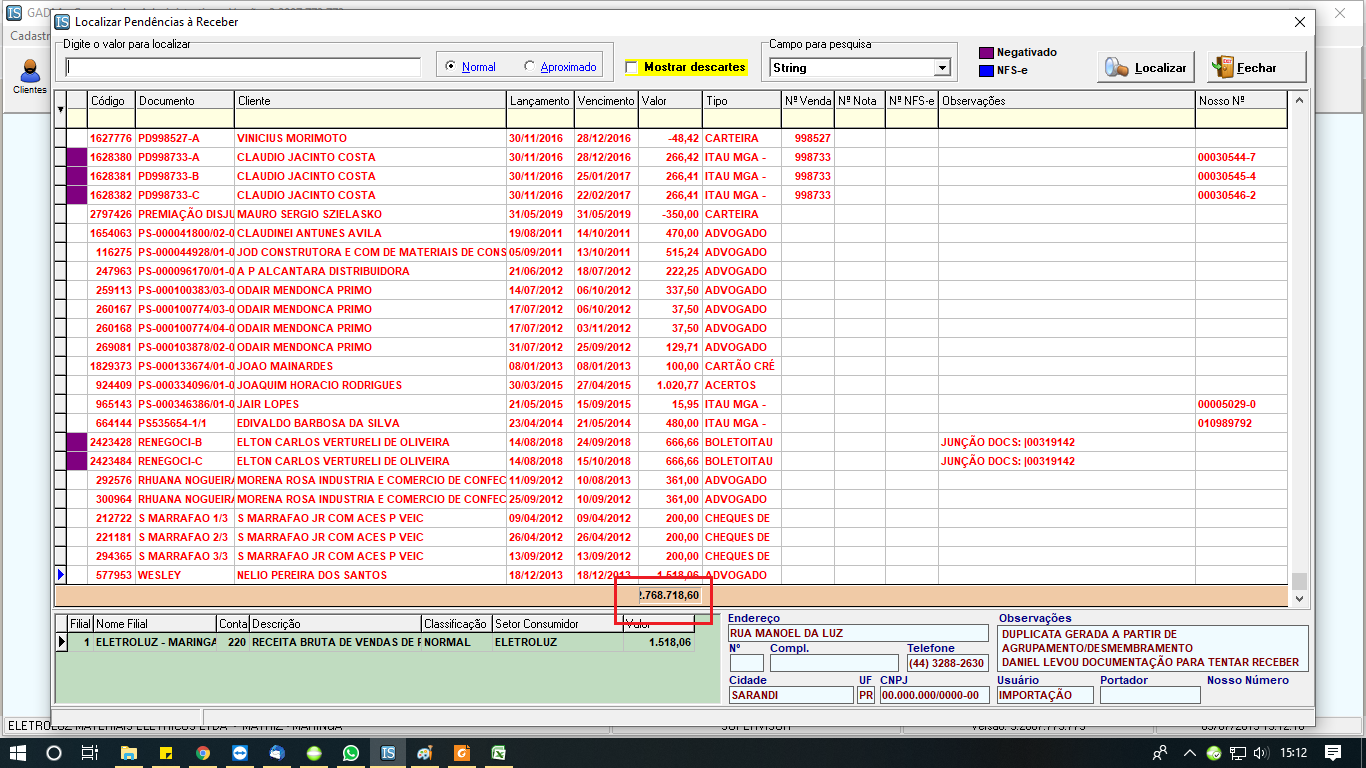 Localizar Pendências à Receber
Cadastr
Clientes
Digite o valor para localizar
Normal
Aproximado
Mostrar descartes
Campo para pesquisa
String
Negativado
NFS-e
Localizar
Fechar
Código Documento Cliente Lançamento Vencimento Valor Tipo Nº Venda Nº Nota Nº NFS-e Observações Nosso Nº
1627776 PD998527-A VINICIUS MORIMOTO 30/11/2016 28/12/2016 -48,42 CARTEIRA 998527
1628380 PD998733-A CLAUDIO JACINTO COSTA 30/11/2016 28/12/2016 266,42 ITAU MGA - 998733 00030544-7
1628381 PD998733-B CLAUDIO JACINTO COSTA 30/11/2016 25/01/2017 266,41 ITAU MGA - 998733 00030545-4
1628382 PD998733-C CLAUDIO JACINTO COSTA 30/11/2016 22/02/2017 266,41 ITAU MGA - 998733 00030546-2
2797426 PREMIAÇÃO DISJU MAURO SERGIO SZIELASKO 31/05/2019 31/05/2019 -350,00 CARTEIRA
1654063 PS-000041800/02-0 CLAUDINEI ANTUNES AVILA 19/08/2011 14/10/2011 470,00 ADVOGADO
116275 PS-000044928/01-0 JOD CONSTRUTORA E COM DE MATERIAIS DE CONS 05/09/2011 13/10/2011 515,24 ADVOGADO
247963 PS-000096170/01-0 A P ALCANTARA DISTRIBUIDORA 21/06/2012 18/07/2012 222,25 ADVOGADO
259113 PS-000100383/03-0 ODAIR MENDONCA PRIMO 14/07/2012 06/10/2012 337,50 ADVOGADO
260167 PS-000100774/03-0 ODAIR MENDONCA PRIMO 17/07/2012 06/10/2012 37,50 ADVOGADO
260168 PS-000100774/04-0 ODAIR MENDONCA PRIMO 17/07/2012 03/11/2012 37,50 ADVOGADO
269081 PS-000103878/02-0 ODAIR MENDONCA PRIMO 31/07/2012 25/09/2012 129,71 ADVOGADO
1829373 PS-000133674/01-0 JOAO MAINARDES 08/01/2013 08/01/2013 100,00 CARTÃO CRÉ
924409 PS-000334096/01-0 JOAQUIM HORACIO RODRIGUES 30/03/2015 27/04/2015 1.020,77 ACERTOS
965143 PS-000346386/01-0 JAIR LOPES 21/05/2015 15/09/2015 15,95 ITAU MGA - 00005029-0
664144 PS535654-1/1 EDIVALDO BARBOSA DA SILVA 23/04/2014 21/05/2014 480,00 ITAU MGA - 010989792
2423428 RENEGOCI-B ELTON CARLOS VERTURELI DE OLIVEIRA 14/08/2018 24/09/2018 666,66 BOLETOITAU JUNÇÃO DOCS: |00319142
2423484 RENEGOCI-C ELTON CARLOS VERTURELI DE OLIVEIRA 14/08/2018 15/10/2018 666,66 BOLETOITAU JUNÇÃO DOCS: |00319142
292576 RHUANA NOGUEIRA MORENA ROSA INDUSTRIA E COMERCIO DE CONFEC 11/09/2012 10/08/2013 361,00 ADVOGADO
300964 RHUANA NOGUEIRA MORENA ROSA INDUSTRIA E COMERCIO DE CONFEC 25/09/2012 10/09/2012 361,00 ADVOGADO
212722 S MARRAFAO 1/3 S MARRAFAO JR COM ACES P VEIC 09/04/2012 09/04/2012 200,00 CHEQUES DE
221181 S MARRAFAO 2/3 S MARRAFAO JR COM ACES P VEIC 26/04/2012 26/04/2012 200,00 CHEQUES DE
294365 S MARRAFAO 3/3 S MARRAFAO JR COM ACES P VEIC 13/09/2012 13/09/2012 200,00 CHEQUES DE
577953 WESLEY NELIO PEREIRA DOS SANTOS 18/12/2013 18/12/2013 1.518,06 ADVOGADO
2.768.718,60
Filial Nome Filial Conta Descrição Classificação Setor Consumidor Valor
1 ELETROLUZ - MARINGA 220 RECEITA BRUTA DE VENDAS DE P NORMAL ELETROLUZ 1.518,06
Endereço
RUA MANOEL DA LUZ
Nº Compl. Telefone
(44) 3288-2630
Cidade UF CNPJ
SARANDI PR 00.000.000/0000-00
Observações
DUPLICATA GERADA A PARTIR DE
AGRUPAMENTO/DESMEMBRAMENTO
DANIEL LEVOU DOCUMENTAÇÃO PARA TENTAR RECEBER
Usuário Portador Nosso Número
IMPORTAÇÃO
15:12